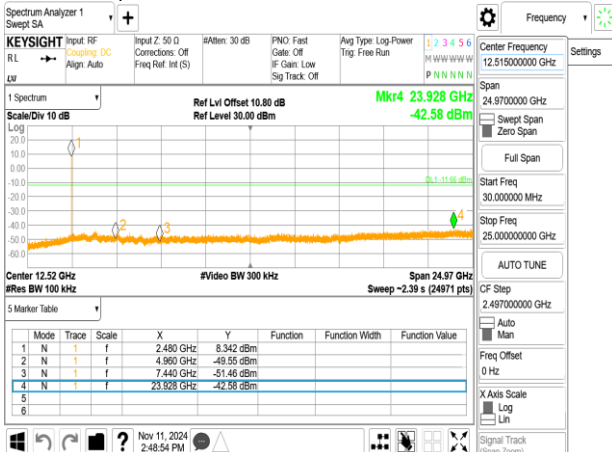 Spectrum Analyzer 1
Swept SA
Frequency
Settings
KEYSIGHT
RL
Input: RF
Coupling: DC
Align: Auto
Input Z: 50 Ω
Corrections: Off
Freq Ref: Int (S)
#Atten: 30 dB
PNO: Fast
Gate: Off
IF Gain: Low
Sig Track: Off
Avg Type: Log-Power
Trig: Free Run
1 2 3 4 5 6
M W W W W W
P N N N N N
1 Spectrum
Scale/Div 10 dB
Ref Lvl Offset 10.80 dB
Ref Level 30.00 dBm
Mkr4 23.928 GHz
-42.58 dBm
Log
20.0
10.0
0.00
-10.0
-20.0
-30.0
-40.0
-50.0
-60.0
1
2
3
4
DL1 -11.66 dBm
Center 12.52 GHz
#Res BW 100 kHz
#Video BW 300 kHz
Span 24.97 GHz
Sweep ~2.39 s (24971 pts)
5 Marker Table
Mode Trace Scale X Y Function Function Width Function Value
1 N 1 f 2.480 GHz 8.342 dBm
2 N 1 f 4.960 GHz -49.55 dBm
3 N 1 f 7.440 GHz -51.46 dBm
4 N 1 f 23.928 GHz -42.58 dBm
5
6
Nov 11, 2024
2:48:54 PM
Center Frequency
12.515000000 GHz
Span
24.9700000 GHz
Swept Span
Zero Span
Full Span
Start Freq
30.000000 MHz
Stop Freq
25.000000000 GHz
AUTO TUNE
CF Step
2.497000000 GHz
Auto
Man
Freq Offset
0 Hz
X Axis Scale
Log
Lin
Signal Track
(Span Zoom)